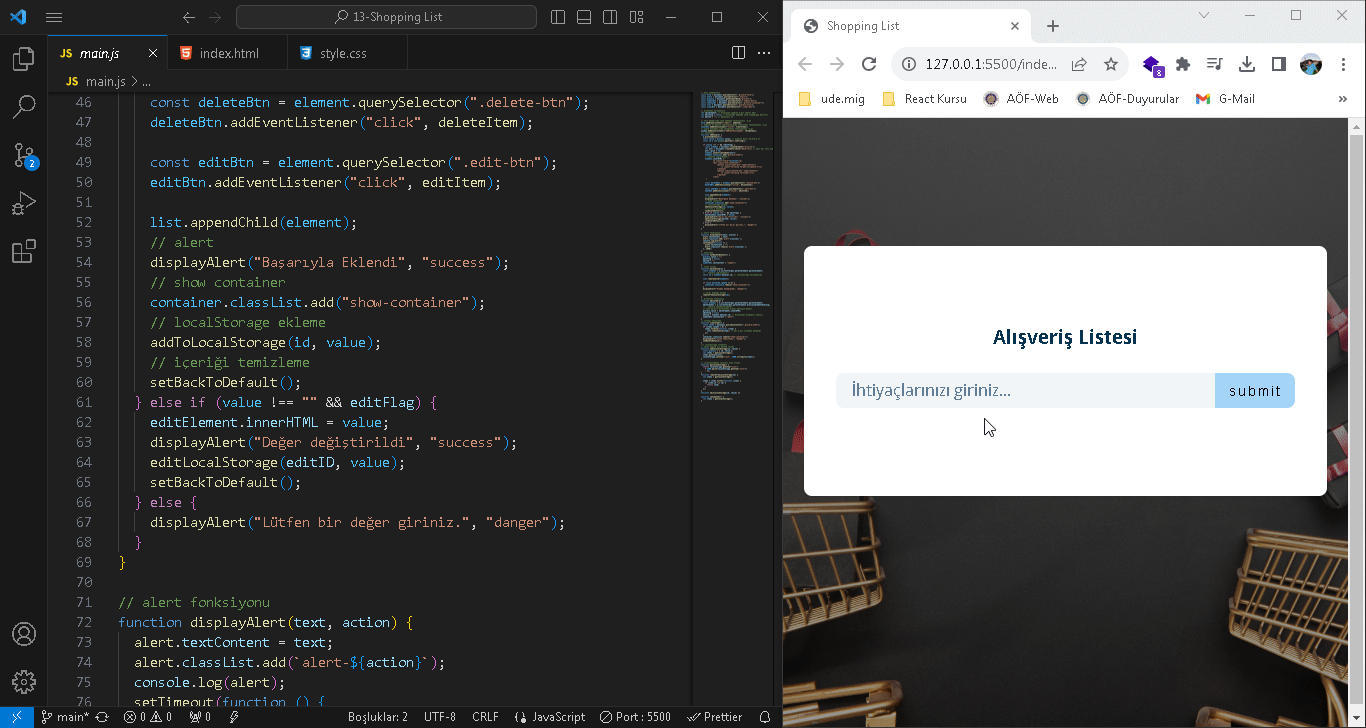 13-Shopping List
JS main.js
index.html
style.css
JS main.js > ...
46 const deleteBtn = element.querySelector(".delete-btn");
47 deleteBtn.addEventListener("click", deleteItem);
48
49 const editBtn = element.querySelector(".edit-btn");
50 editBtn.addEventListener("click", editItem);
51
52 list.appendChild(element);
53 // alert
54 displayAlert("Başarıyla Eklendi", "success");
55 // show container
56 container.classList.add("show-container");
57 // localStorage ekleme
58 addToLocalStorage(id, value);
59 // içeriği temizleme
60 setBackToDefault();
61 } else if (value !== "" && editFlag) {
62 editElement.innerHTML = value;
63 displayAlert("Değer değiştirildi", "success");
64 editLocalStorage(editID, value);
65 setBackToDefault();
66 } else {
67 displayAlert("Lütfen bir değer giriniz.", "danger");
68 }
69 }
70
71 // alert fonksiyonu
72 function displayAlert(text, action) {
73 alert.textContent = text;
74 alert.classList.add(`alert-${action}`);
75 console.log(alert);
76 setTimeout(function () {
2
main* 0 0 0 Boşluklar: 2 UTF-8 CRLF {} JavaScript Port : 5500 Prettier
Shopping List
127.0.0.1:5500/inde...
8
ude.mig
React Kursu
AÖF-Web
AÖF-Duyurular
G-Mail
»
Alışveriş Listesi
İhtiyaçlarınızı giriniz...
submit